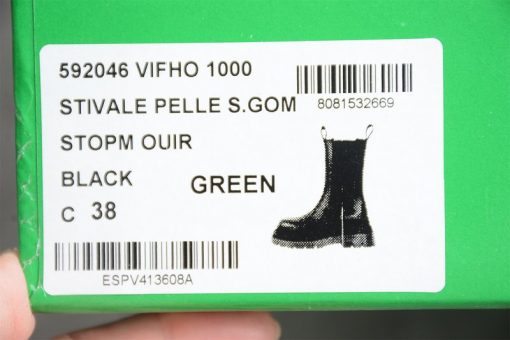 592046 VIFHO 1000
8081532669
STIVALE PELLE S.GOM
STOPM OUIR
BLACK
GREEN
C 38
ESPV413608A